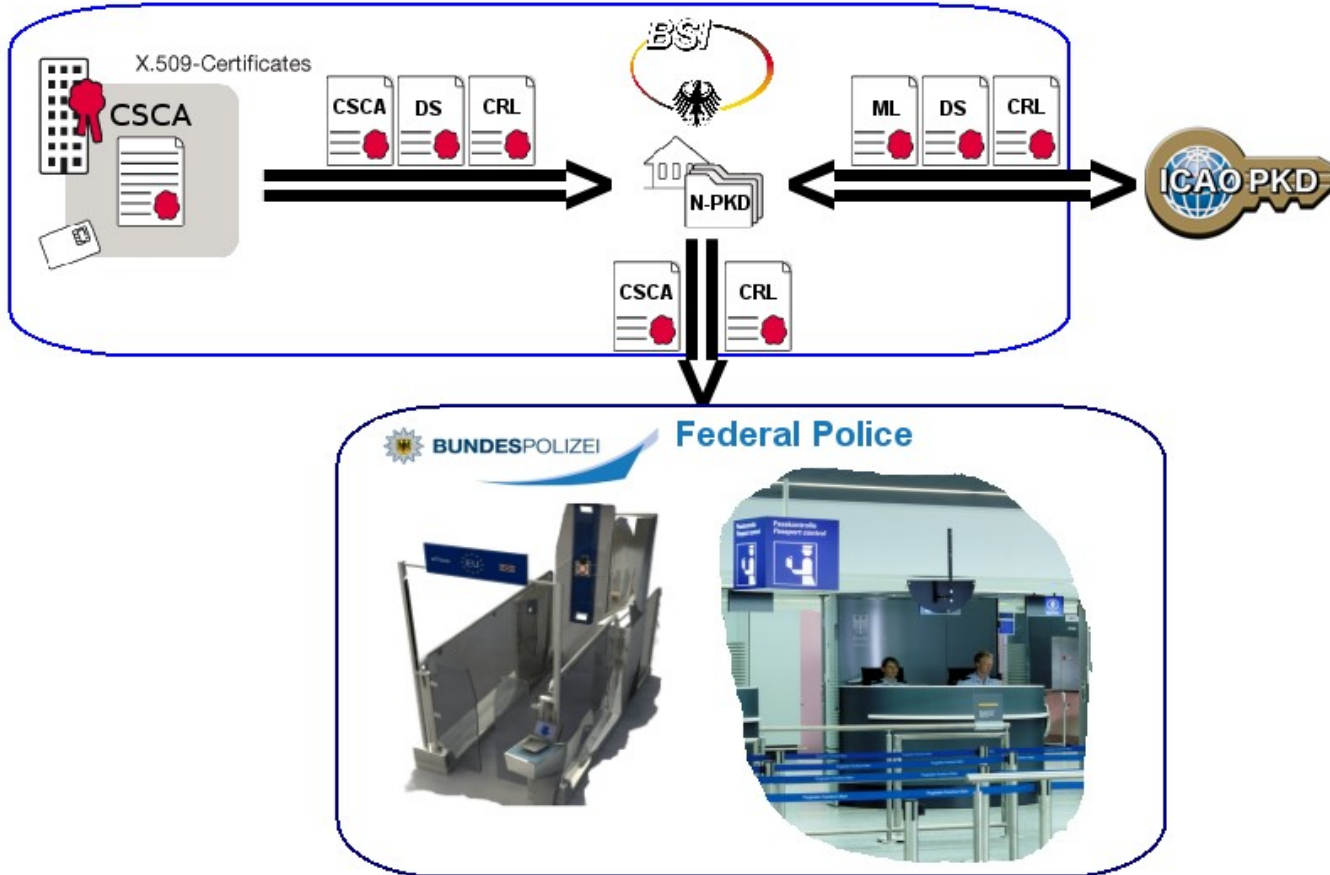 X.509-Certificates
CSCA
CSCA DS CRL
BSI
N-PKD
ML DS CRL
ICAO PKD
CSCA CRL
BUNDESPOLIZEI
Federal Police
EU
Passkontrolle
Passport control